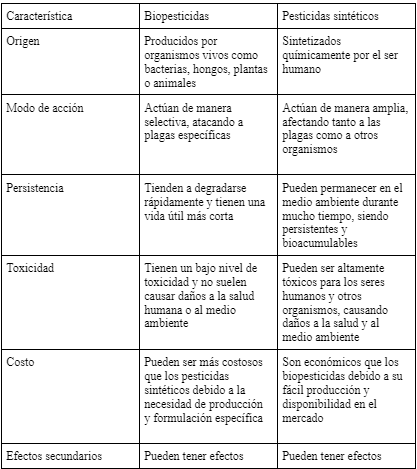 Característica Biopesticidas Pesticidas sintéticos
Origen Producidos por Sintetizados
organismos vivos como químicamente por el ser
bacterias, hongos, plantas humano
o animales
Modo de acción Actúan de manera Actúan de manera amplia,
selectiva, atacando a afectando tanto a las
plagas específicas plagas como a otros
organismos
Persistencia Tienden a degradarse Pueden permanecer en el
rápidamente y tienen una medio ambiente durante
vida útil más corta mucho tiempo, siendo
persistentes y
bioacumulables
Toxicidad Tienen un bajo nivel de Pueden ser altamente
toxicidad y no suelen tóxicos para los seres
causar daños a la salud humanos y otros
humana o al medio organismos, causando
ambiente daños a la salud y al
medio ambiente
Costo Pueden ser más costosos Son económicos que los
que los pesticidas biopesticidas debido a su
sintéticos debido a la fácil producción y
necesidad de producción disponibilidad en el
y formulación específica mercado
Efectos secundarios Pueden tener efectos Pueden tener efectos